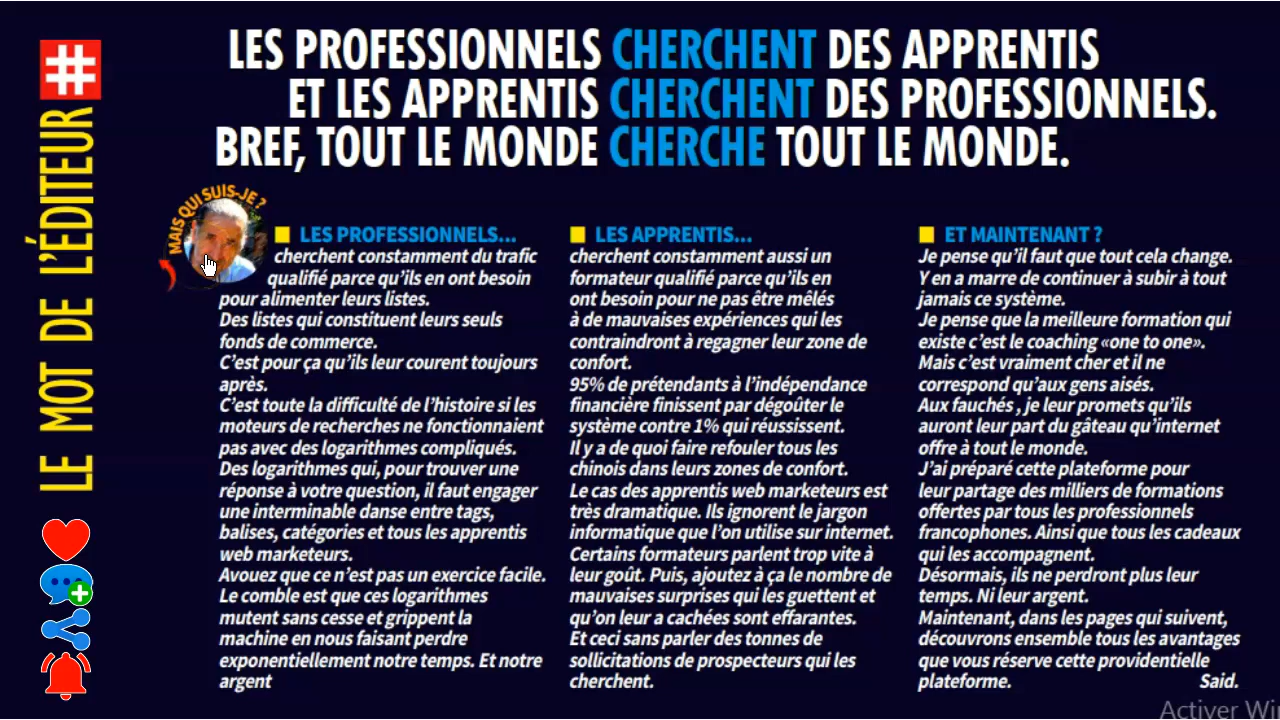 LE MOT DE L'ÉDITEUR #
LES PROFESSIONNELS CHERCHENT DES APPRENTIS
ET LES APPRENTIS CHERCHENT DES PROFESSIONNELS.
BREF, TOUT LE MONDE CHERCHE TOUT LE MONDE.
MAIS QUI SUIS-JE ?
LES PROFESSIONNELS...
cherchent constamment du trafic
qualifié parce qu'ils en ont besoin
pour alimenter leurs listes.
Des listes qui constituent leurs seuls
fonds de commerce.
C'est pour ça qu'ils leur courent toujours
après.
C'est toute la difficulté de l'histoire si les
moteurs de recherches ne fonctionnaient
pas avec des logarithmes compliqués.
Des logarithmes qui, pour trouver une
réponse à votre question, il faut engager
une interminable danse entre tags,
balises, catégories et tous les apprentis
web marketeurs.
Avouez que ce n'est pas un exercice facile.
Le comble est que ces logarithmes
mutent sans cesse et grippent la
machine en nous faisant perdre
exponentiellement notre temps. Et notre
argent
LES APPRENTIS...
cherchent constamment aussi un
formateur qualifié parce qu'ils en
ont besoin pour ne pas être mêlés
à de mauvaises expériences qui les
contraindront à regagner leur zone de
confort.
95% de prétendants à l'indépendance
financière finissent par dégoûter le
système contre 1% qui réussissent.
Il y a de quoi faire refouler tous les
chinois dans leurs zones de confort.
Le cas des apprentis web marketeurs est
très dramatique. Ils ignorent le jargon
informatique que l'on utilise sur internet.
Certains formateurs parlent trop vite à
leur goût. Puis, ajoutez à ça le nombre de
mauvaises surprises qui les guettent et
qu'on leur a cachées sont effarantes.
Et ceci sans parler des tonnes de
sollicitations de prospecteurs qui les
cherchent.
ET MAINTENANT ?
Je pense qu'il faut que tout cela change.
Y en a marre de continuer à subir à tout
jamais ce système.
Je pense que la meilleure formation qui
existe c'est le coaching «one to one».
Mais c'est vraiment cher et il ne
correspond qu'aux gens aisés.
Aux fauchés , je leur promets qu'ils
auront leur part du gâteau qu'internet
offre à tout le monde.
J'ai préparé cette plateforme pour
leur partage des milliers de formations
offertes par tous les professionnels
francophones. Ainsi que tous les cadeaux
qui les accompagnent.
Désormais, ils ne perdront plus leur
temps. Ni leur argent.
Maintenant, dans les pages qui suivent,
découvrons ensemble tous les avantages
que vous réserve cette providentielle
plateforme. Said.
Activer Wi